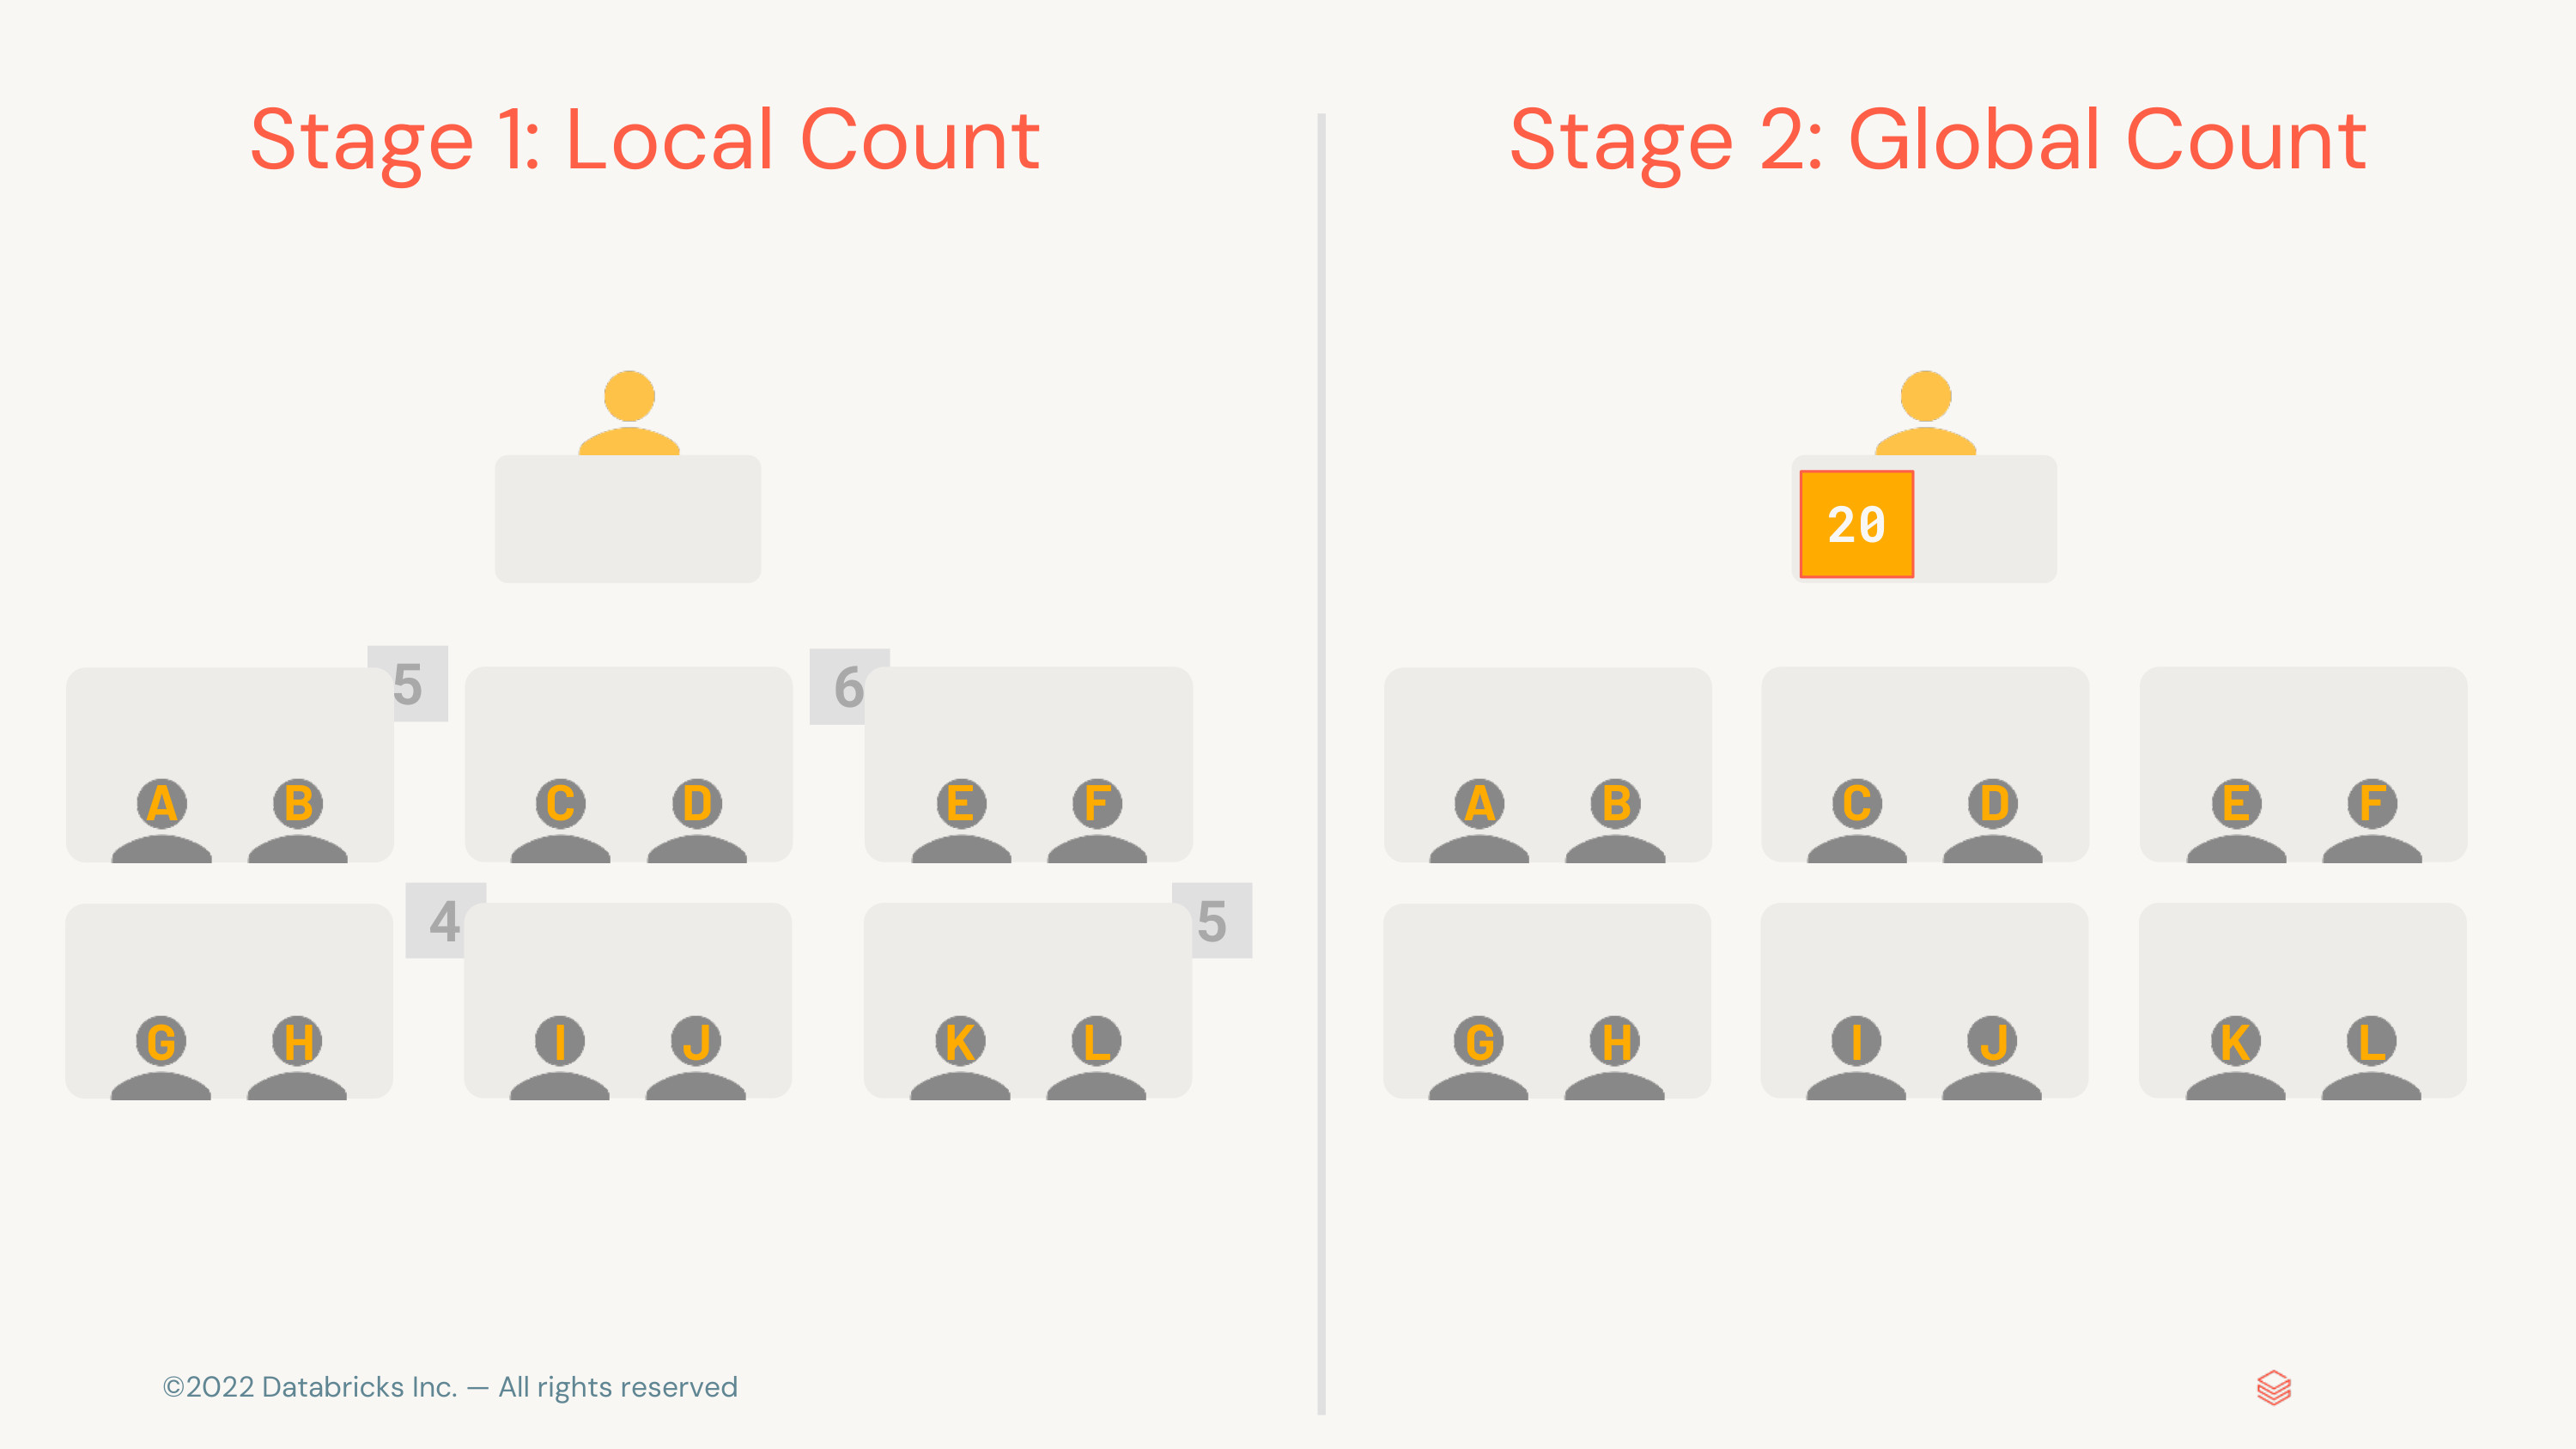 Stage 1: Local Count
Stage 2: Global Count
20
5
6
A B C D E F
A B C D E F
4
5
G H I J K L
G H I J K L
©2022 Databricks Inc. — All rights reserved